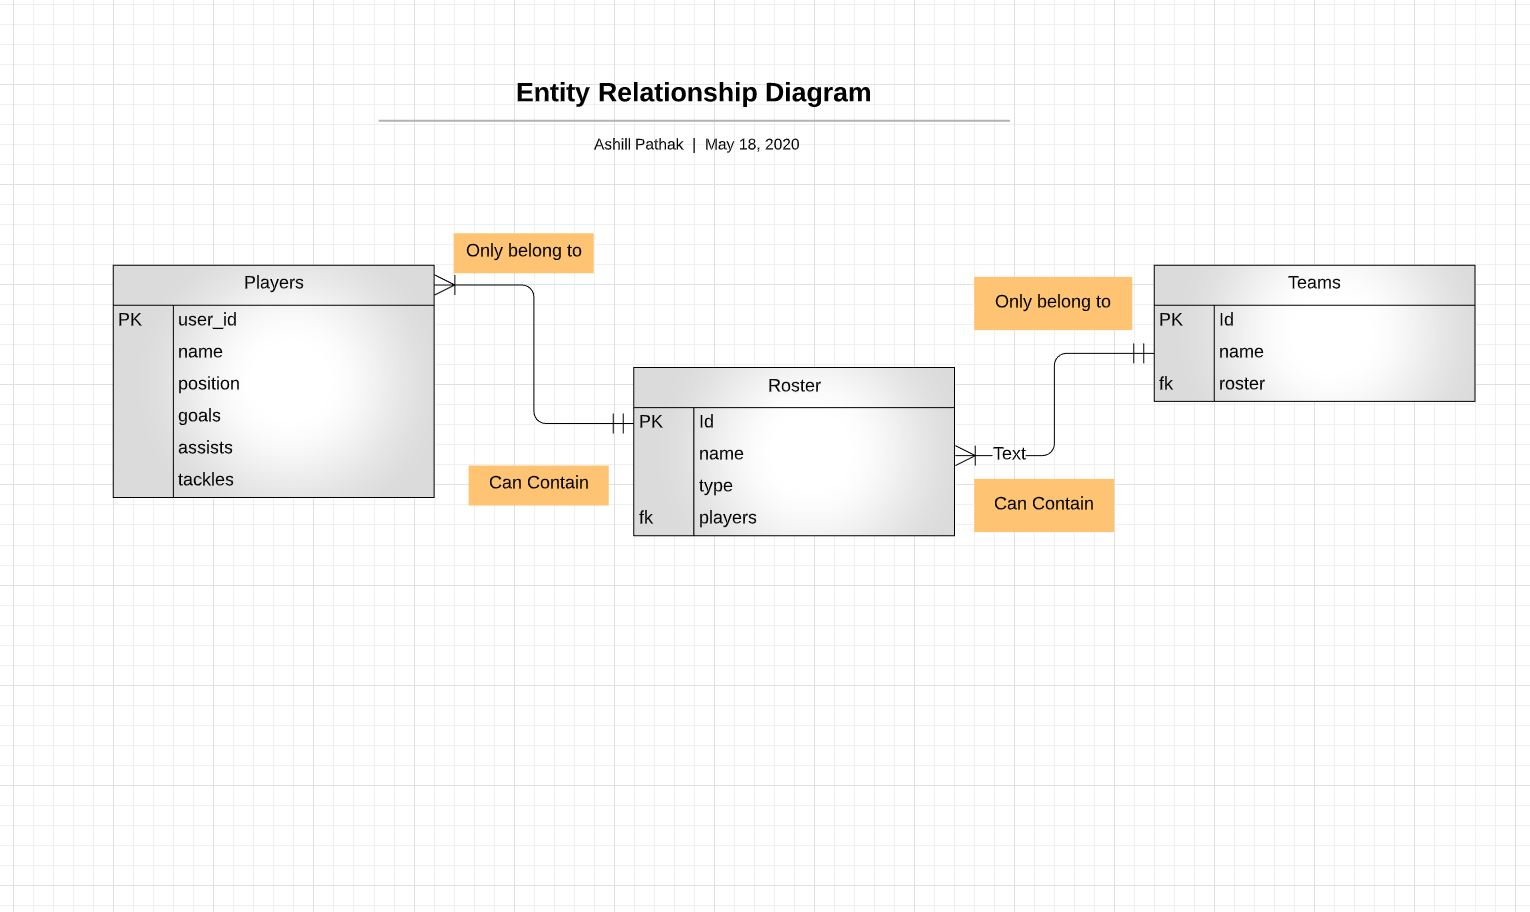 Entity Relationship Diagram
Ashill Pathak | May 18, 2020
Only belong to
Players
PK user_id
name
position
goals
assists
tackles
Can Contain
Roster
PK Id
name
type
fk players
Only belong to
Text
Can Contain
Teams
PK Id
name
fk roster